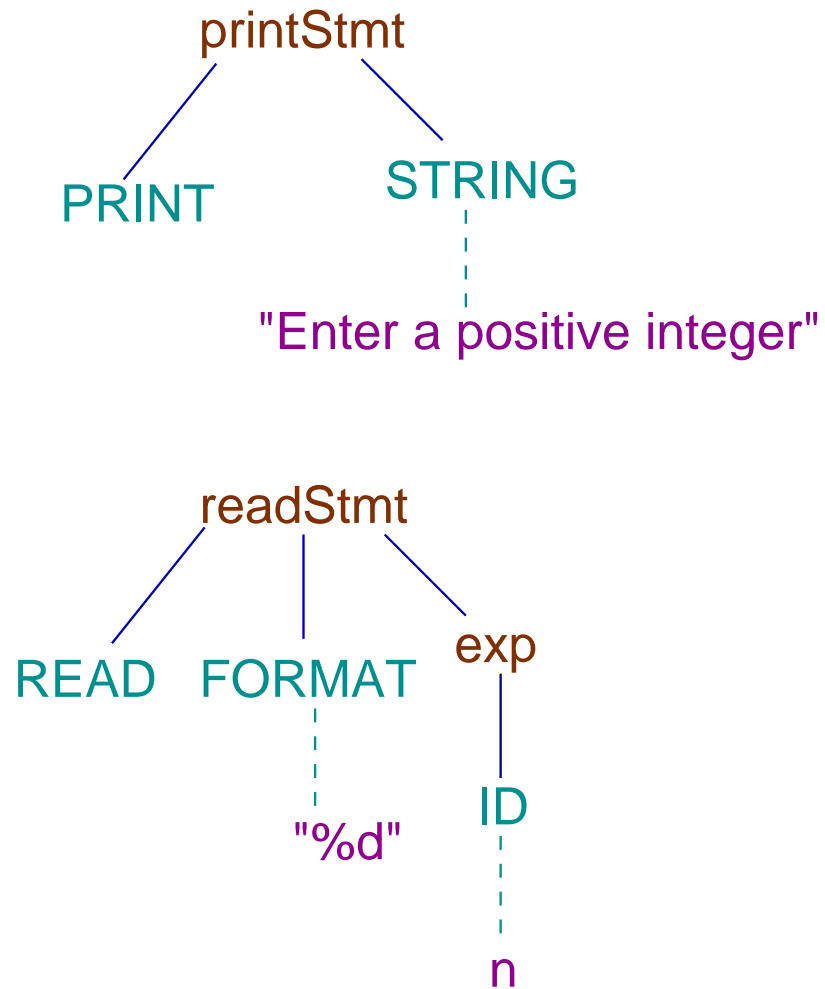 printStmt
PRINT STRING
"Enter a positive integer"
readStmt
READ FORMAT exp
"%d" ID
n